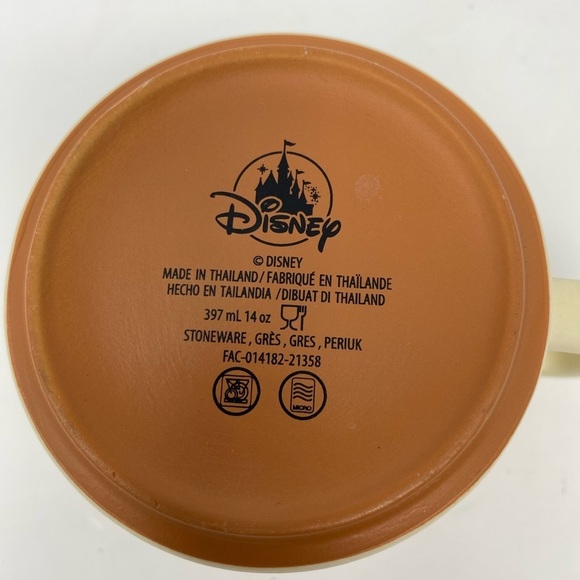 Disney
© DISNEY
MADE IN THAILAND / FABRIQUÉ EN THAÏLANDE
HECHO EN TAILANDIA / DIBUAT DI THAILAND
397 mL 14 oz
STONEWARE , GRÈS , GRES , PERIUK
FAC-014182-21358
MICRO